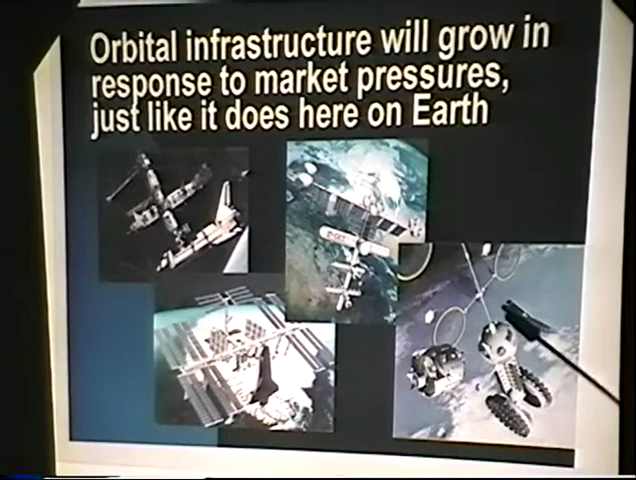 Orbital infrastructure will grow in
response to market pressures,
just like it does here on Earth